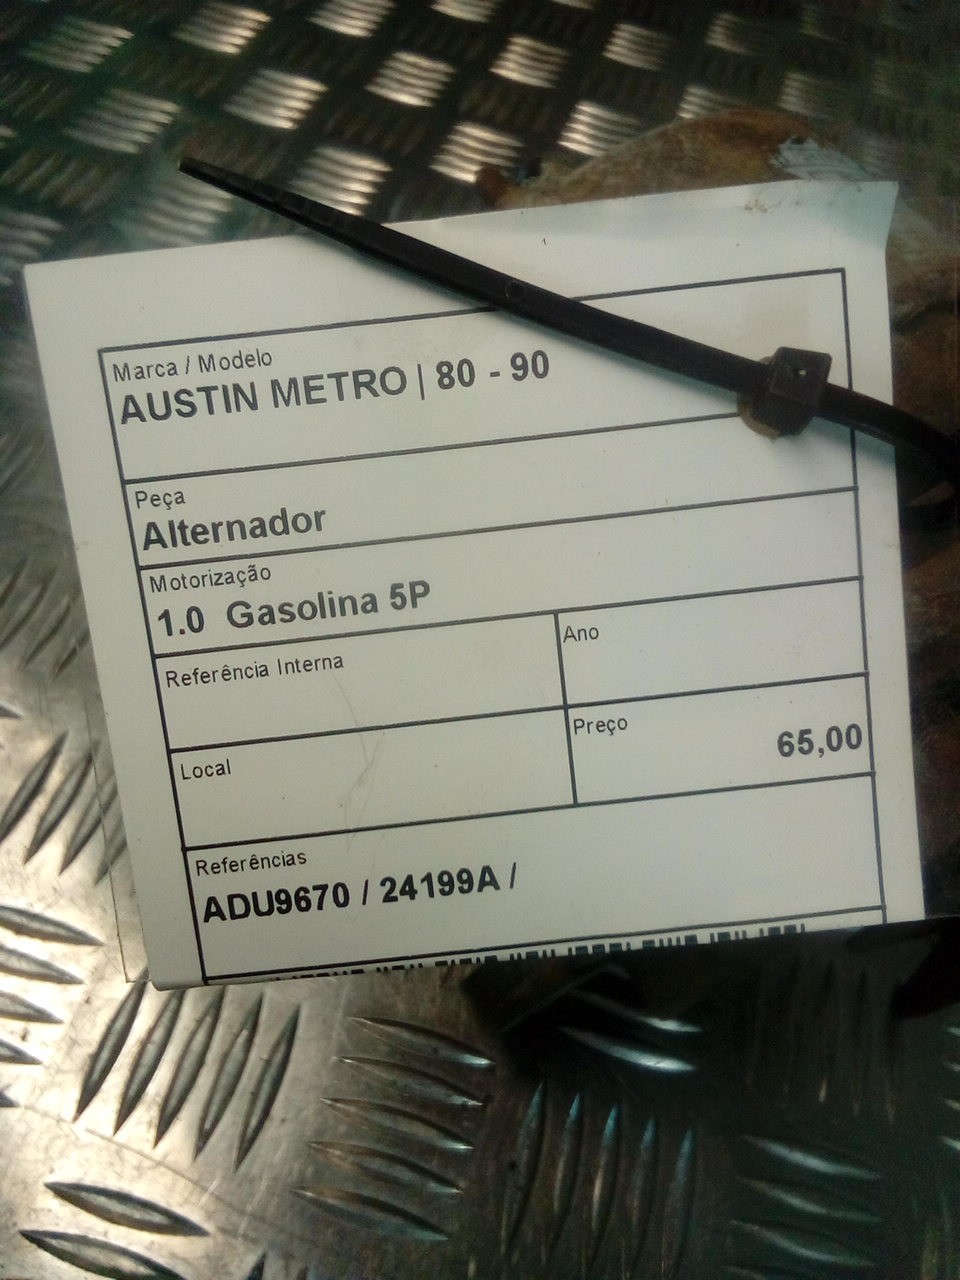 Marca / Modelo
AUSTIN METRO | 80 - 90
Peça
Alternador
Motorização
1.0 Gasolina 5P
Referência Interna
Ano
Local
Preço
65,00
Referências
ADU9670 / 24199A /